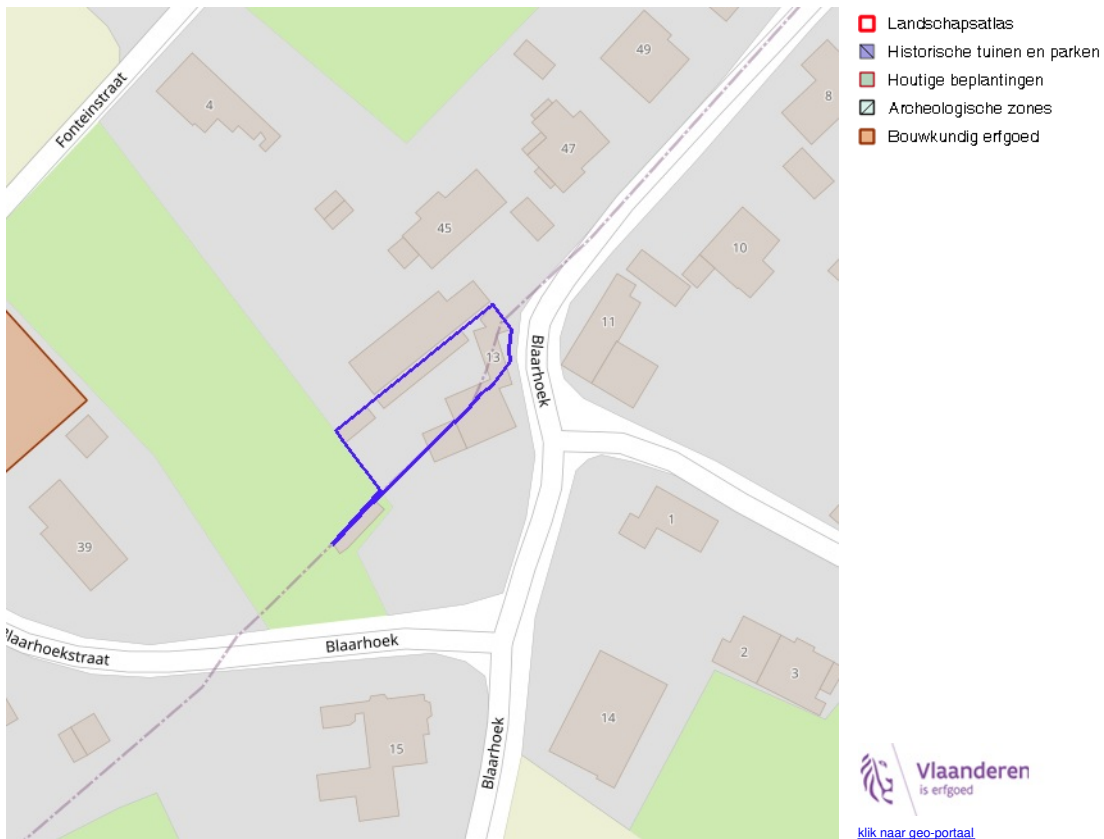 Fonteinstraat
4
49
8
47
45
10
11
13
Blaarhoek
39
1
Blaarhoekstraat
Blaarhoek
2
3
14
15
Blaarhoek
Landschapsatlas
Historische tuinen en parken
Houtige beplantingen
Archeologische zones
Bouwkundig erfgoed
Vlaanderen
is erfgoed
klik naar geo-portaal